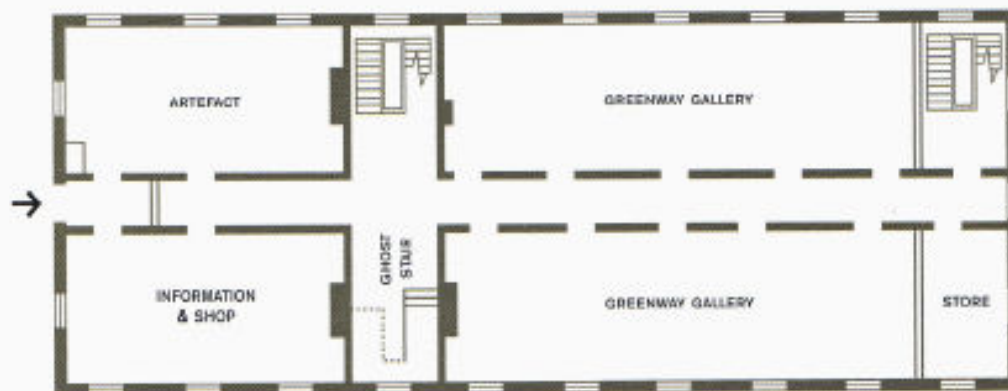 ARTEFACT
GREENWAY GALLERY
GHOST
STAIR
INFORMATION
& SHOP
GREENWAY GALLERY
STORE